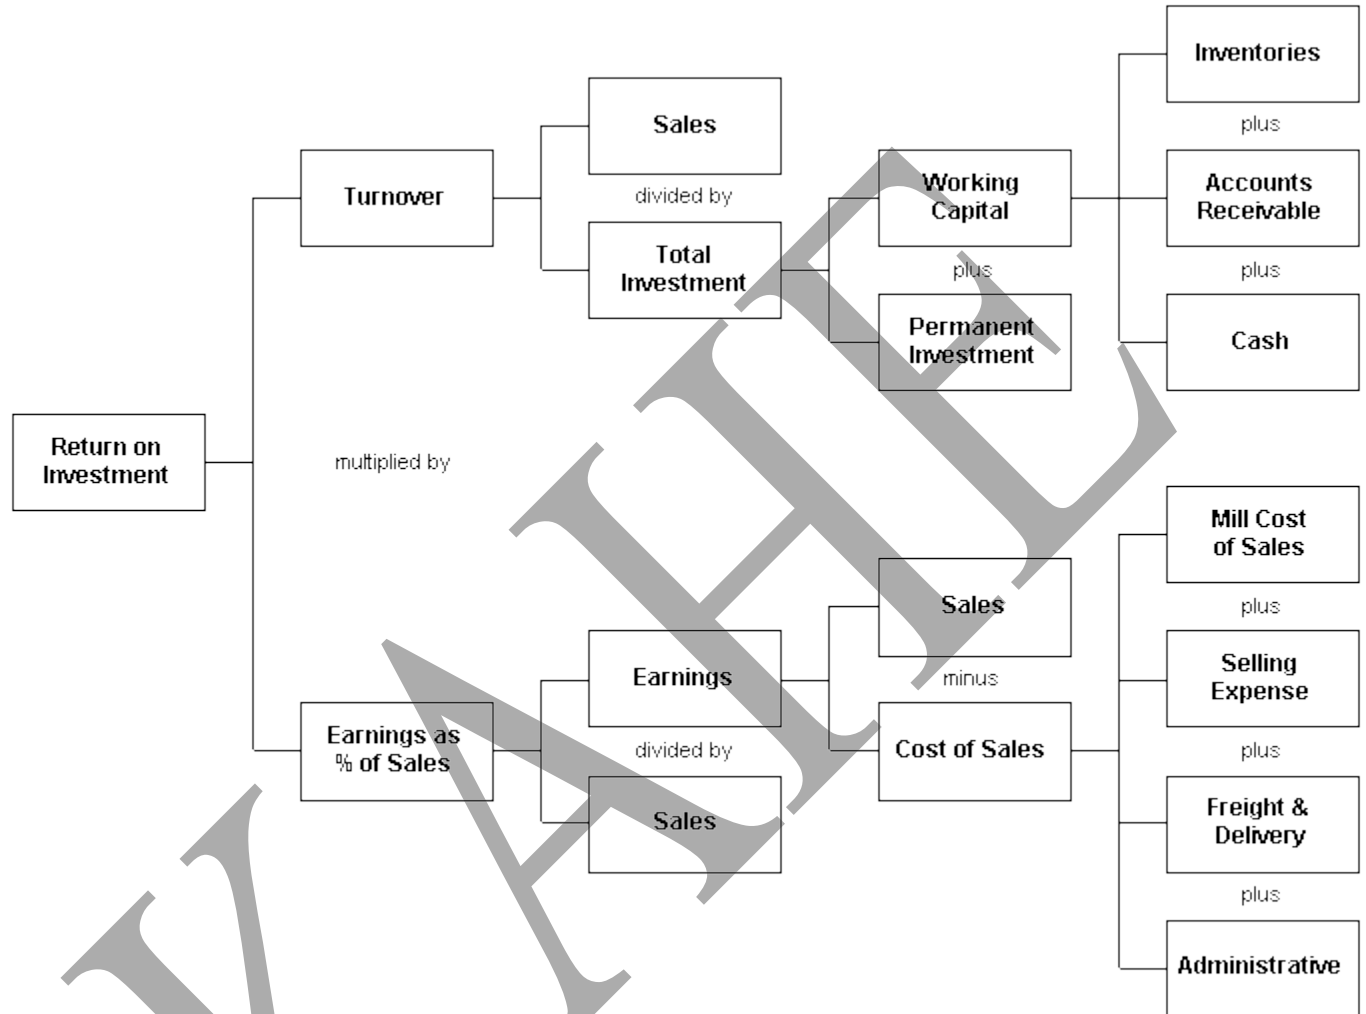 Inventories
plus
Sales
Turnover
divided by
Working
Capital
Accounts
Receivable
Total
Investment
plus
plus
Permanent
Investment
Cash
Return on
Investment
multiplied by
Mill Cost
of Sales
Sales
plus
Earnings
minus
Selling
Expense
Earnings as
% of Sales
divided by
Cost of Sales
plus
Sales
Freight &
Delivery
plus
Administrative
KAHE